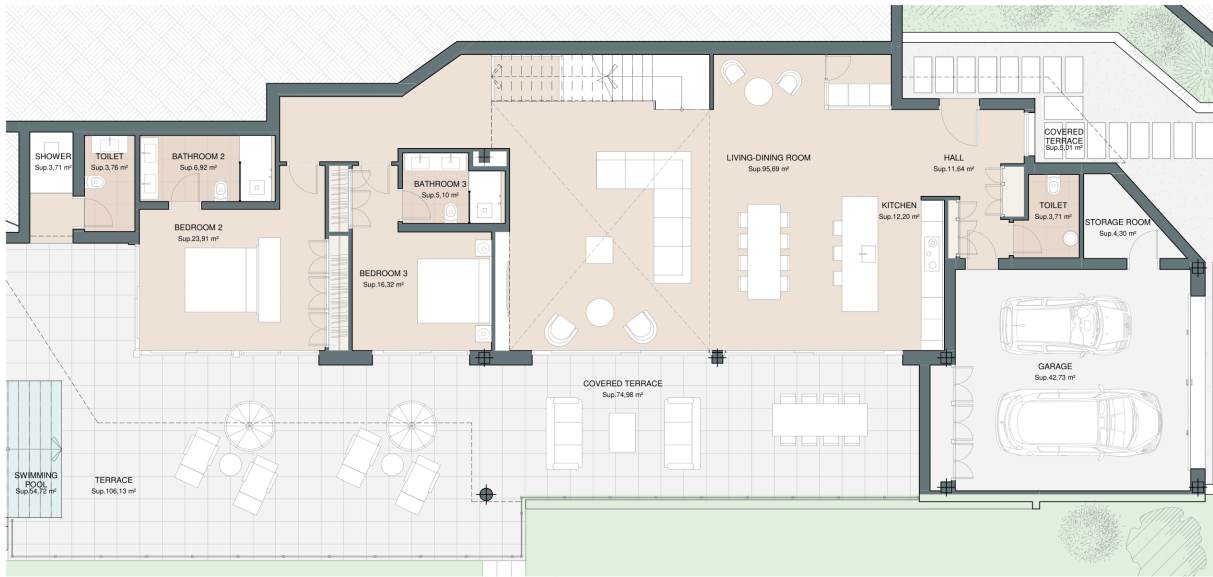 SHOWER
Sup.3,71 m²
TOILET
Sup.3,76 m²
BATHROOM 2
Sup.6,92 m²
BATHROOM 3
Sup.5,10 m²
LIVING-DINING ROOM
Sup.95,69 m²
HALL
Sup.11,64 m²
COVERED
TERRACE
Sup.5,01 m²
BEDROOM 2
Sup.23,91 m²
KITCHEN
Sup.12,20 m²
TOILET
Sup.3,71 m²
STORAGE ROOM
Sup.4,30 m²
BEDROOM 3
Sup.16,32 m²
GARAGE
Sup.42,73 m²
COVERED TERRACE
Sup.74,98 m²
SWIMMING
POOL
Sup.54,72 m²
TERRACE
Sup.106,13 m²